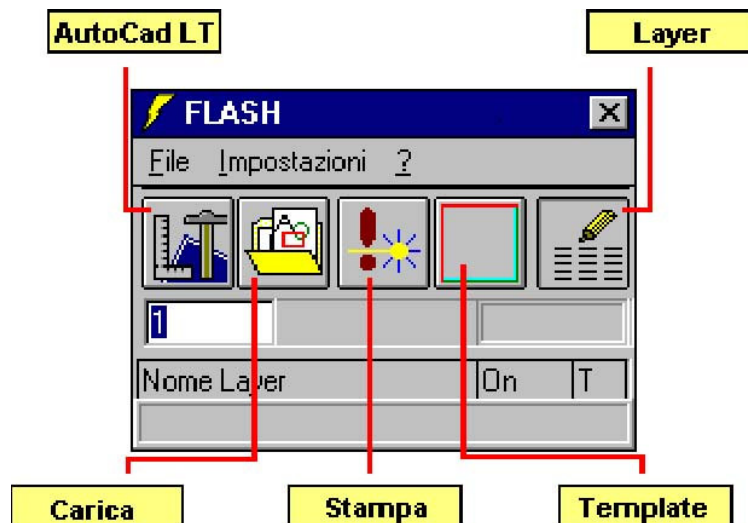 AutoCad LT
Layer
FLASH
File Impostazioni ?
1
Nome Layer On T
Carica
Stampa
Template